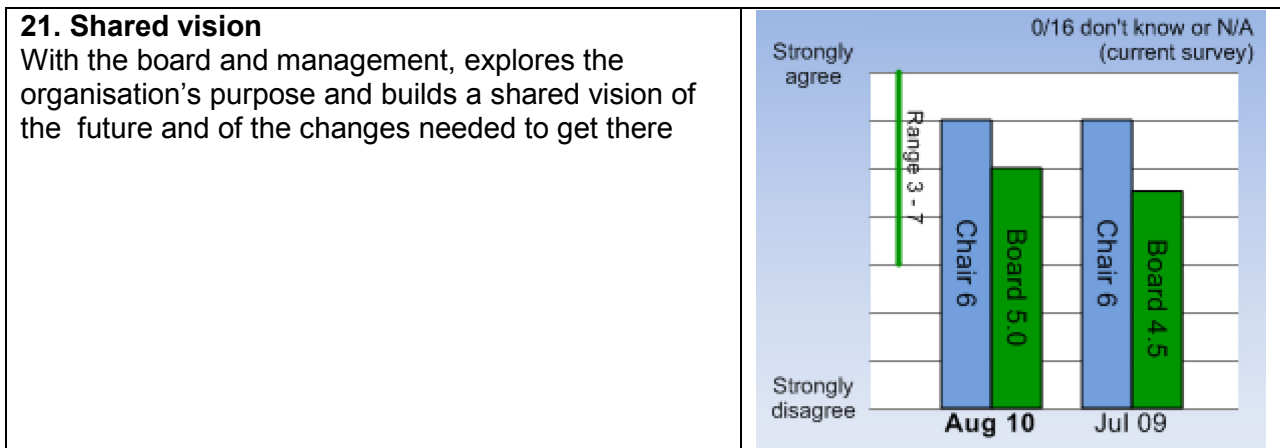 21. Shared vision
With the board and management, explores the
organisation’s purpose and builds a shared vision of
the future and of the changes needed to get there
0/16 don't know or N/A
(current survey)
Strongly
agree
Range 3 - 7
Chair 6
Board 5.0
Chair 6
Board 4.5
Strongly
disagree
Aug 10
Jul 09